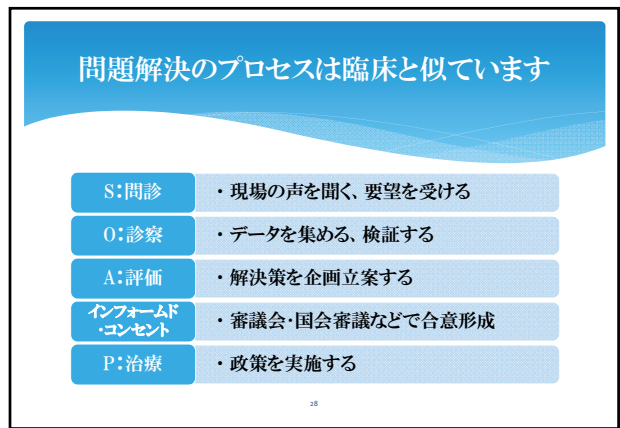 問題解決のプロセスは臨床と似ています
S:問診
・現場の声を聞く、要望を受ける
O:診察
・データを集める、検証する
A:評価
・解決策を企画立案する
インフォームド
・コンセント
・審議会・国会審議などで合意形成
P:治療
・政策を実施する
28